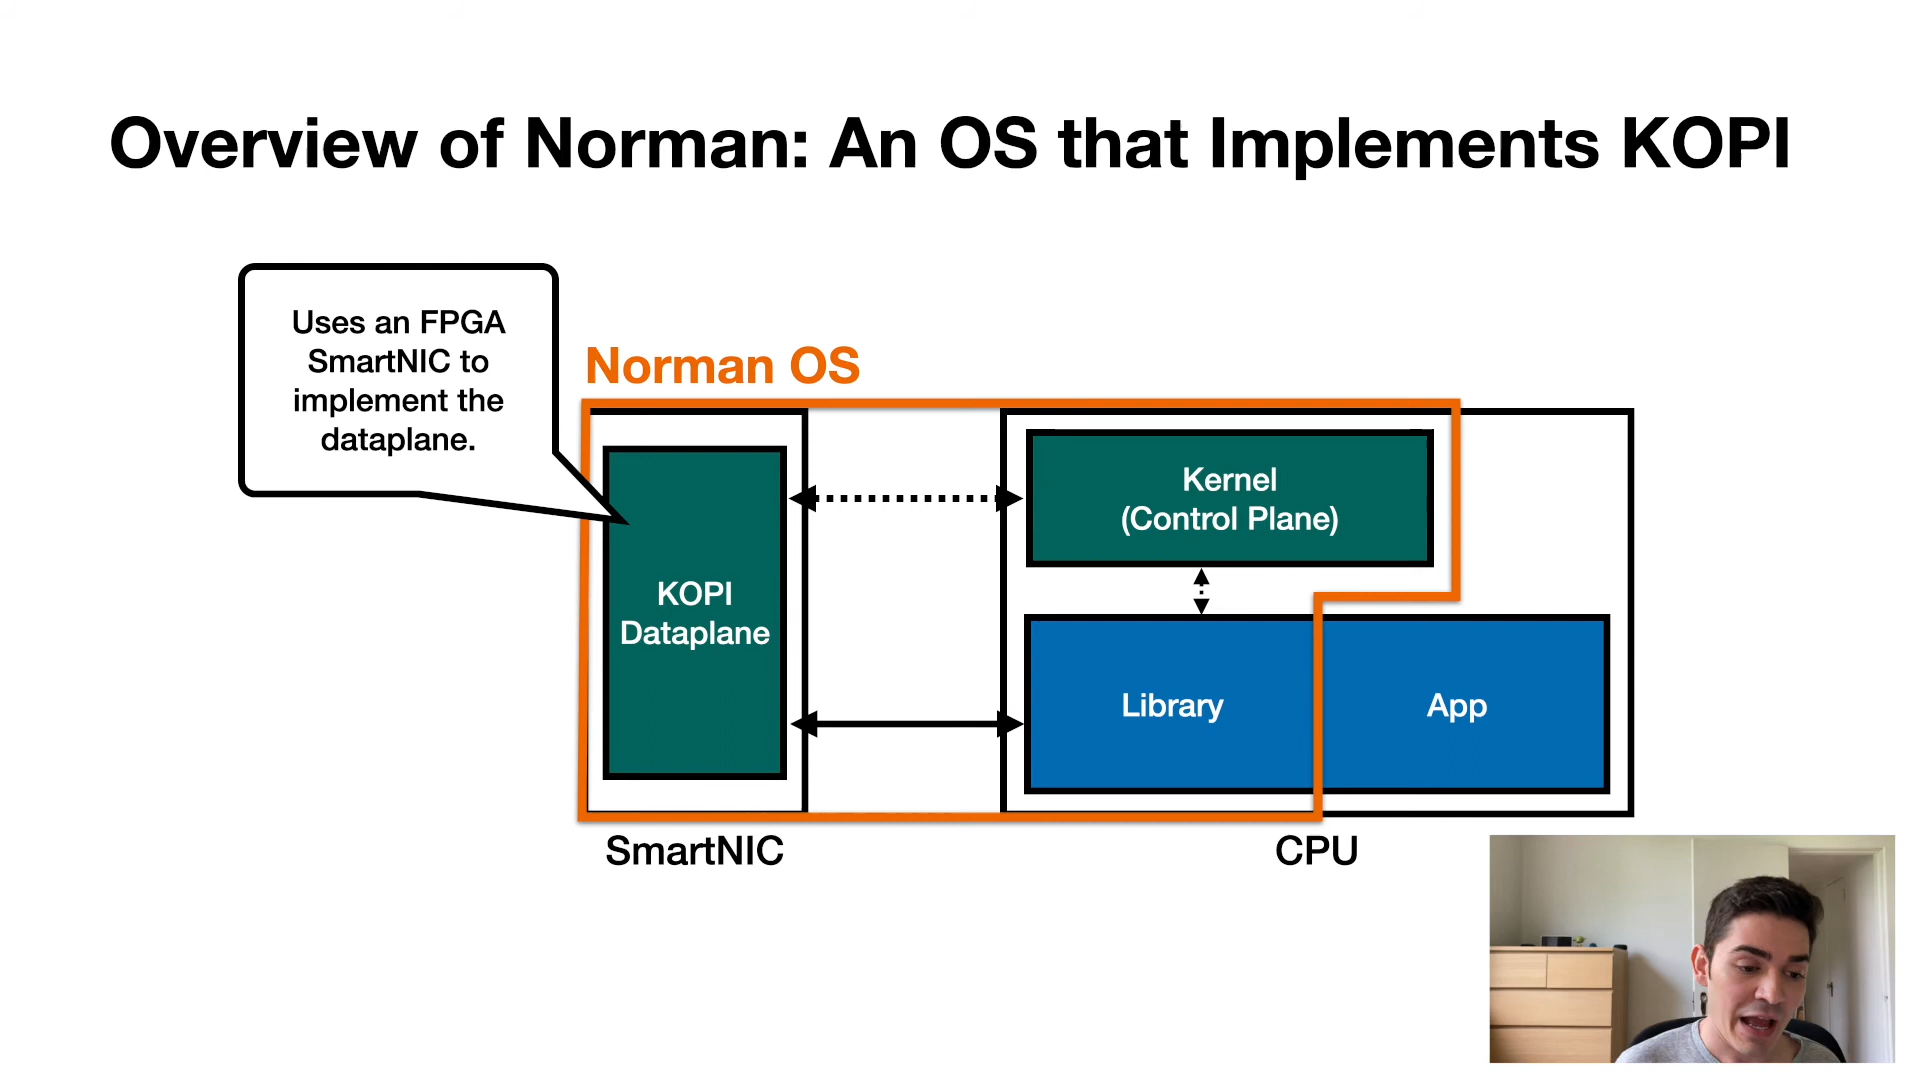 Overview of Norman: An OS that Implements KOPI
Uses an FPGA
SmartNIC to
implement the
dataplane.
Norman OS
Kernel
(Control Plane)
KOPI
Dataplane
Library
App
SmartNIC
CPU